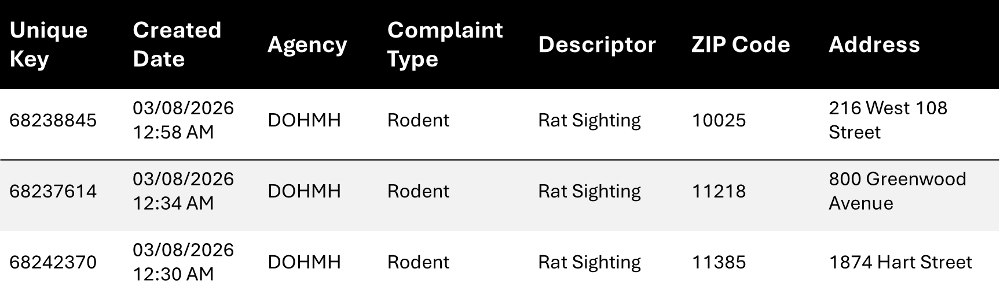 Unique Key Created Date Agency Complaint Type Descriptor ZIP Code Address
68238845 03/08/2026 12:58 AM DOHMH Rodent Rat Sighting 10025 216 West 108 Street
68237614 03/08/2026 12:34 AM DOHMH Rodent Rat Sighting 11218 800 Greenwood Avenue
68242370 03/08/2026 12:30 AM DOHMH Rodent Rat Sighting 11385 1874 Hart Street